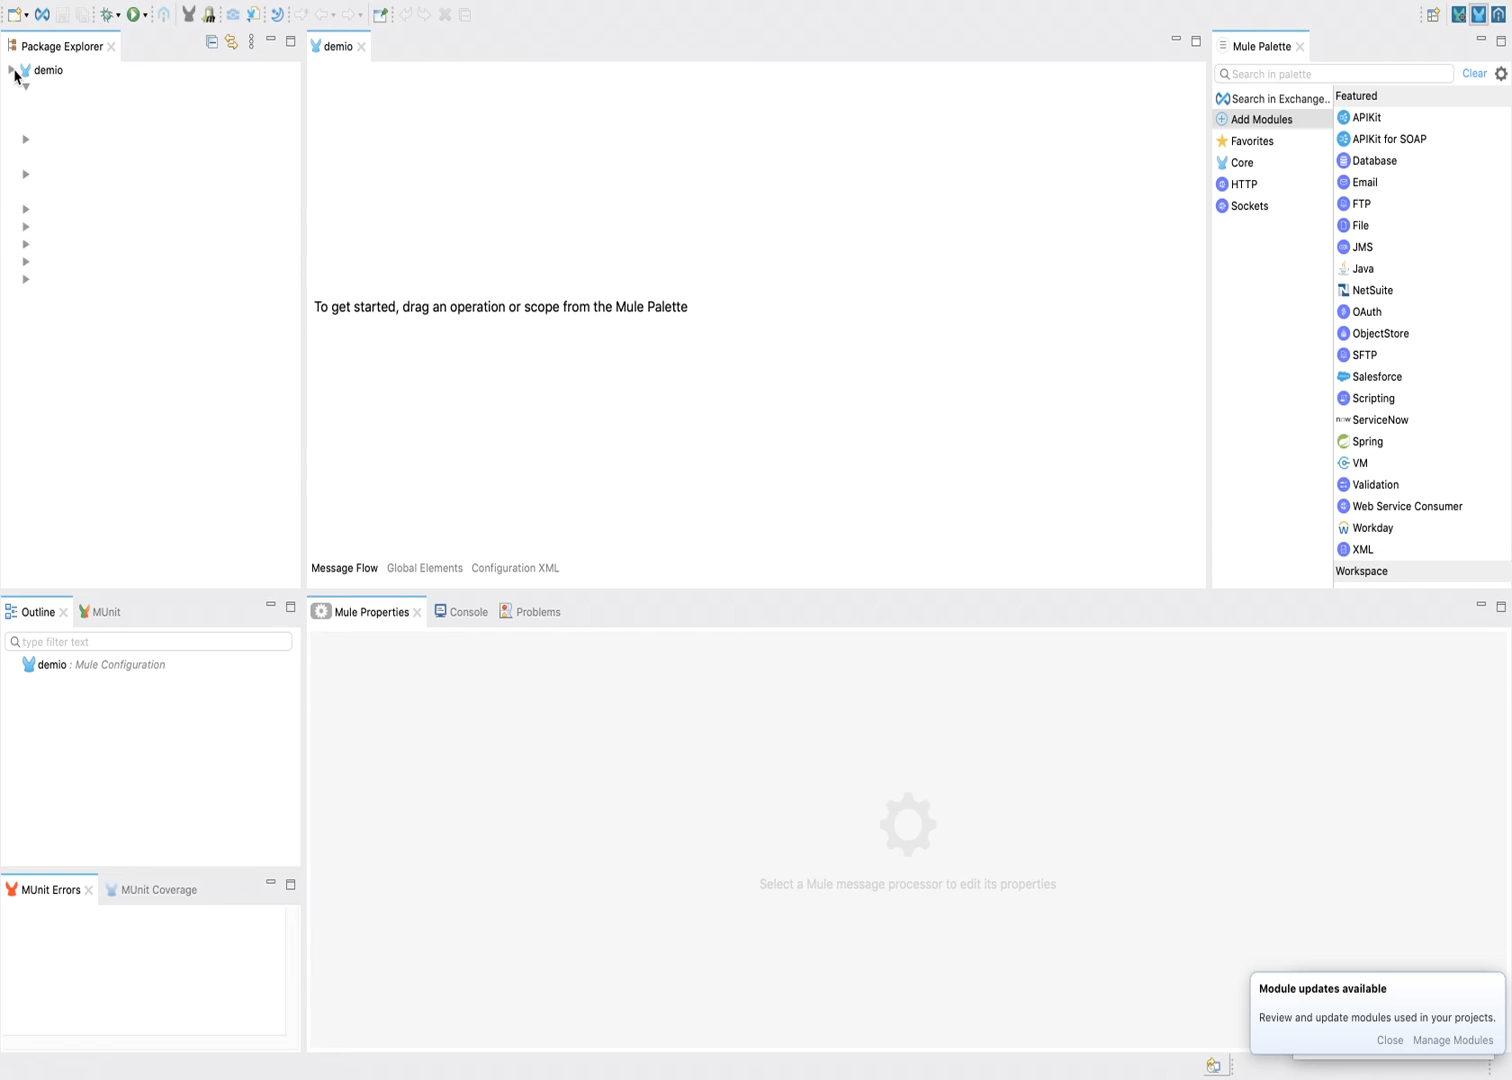 Package Explorer
demio
demio
To get started, drag an operation or scope from the Mule Palette
Message Flow Global Elements Configuration XML
Mule Palette
Search in palette
Clear
Search in Exchange..
Add Modules
Favorites
Core
HTTP
Sockets
Featured
APIKit
APIKit for SOAP
Database
Email
FTP
File
JMS
Java
NetSuite
OAuth
ObjectStore
SFTP
Salesforce
Scripting
now ServiceNow
Spring
VM
Validation
Web Service Consumer
Workday
XML
Workspace
Outline MUnit
type filter text
demio : Mule Configuration
MUnit Errors MUnit Coverage
Mule Properties Console Problems
Select a Mule message processor to edit its properties
Module updates available
Review and update modules used in your projects.
Close Manage Modules